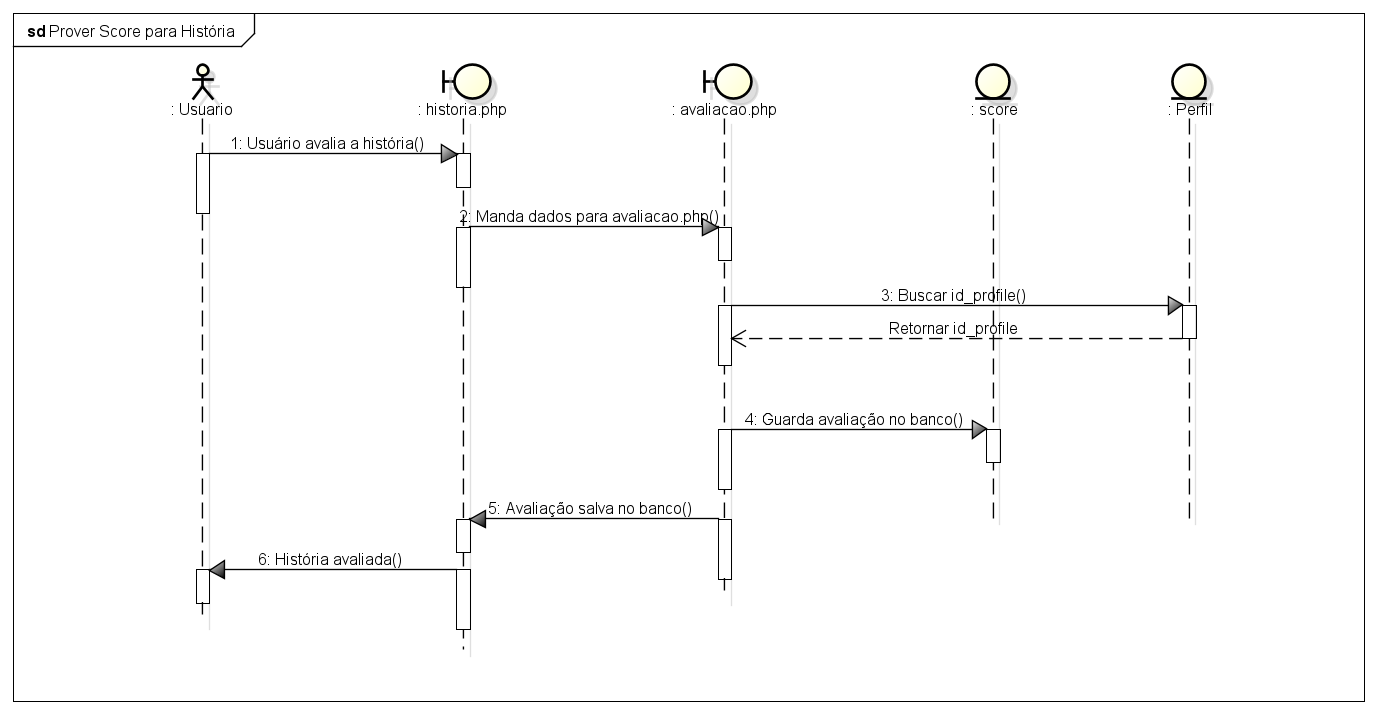 sd Prover Score para História
: Usuario
: historia.php
: avaliacao.php
: score
: Perfil
1: Usuário avalia a história()
2: Manda dados para avaliacao.php()
3: Buscar id_profile()
Retornar id_profile
4: Guarda avaliação no banco()
5: Avaliação salva no banco()
6: História avaliada()